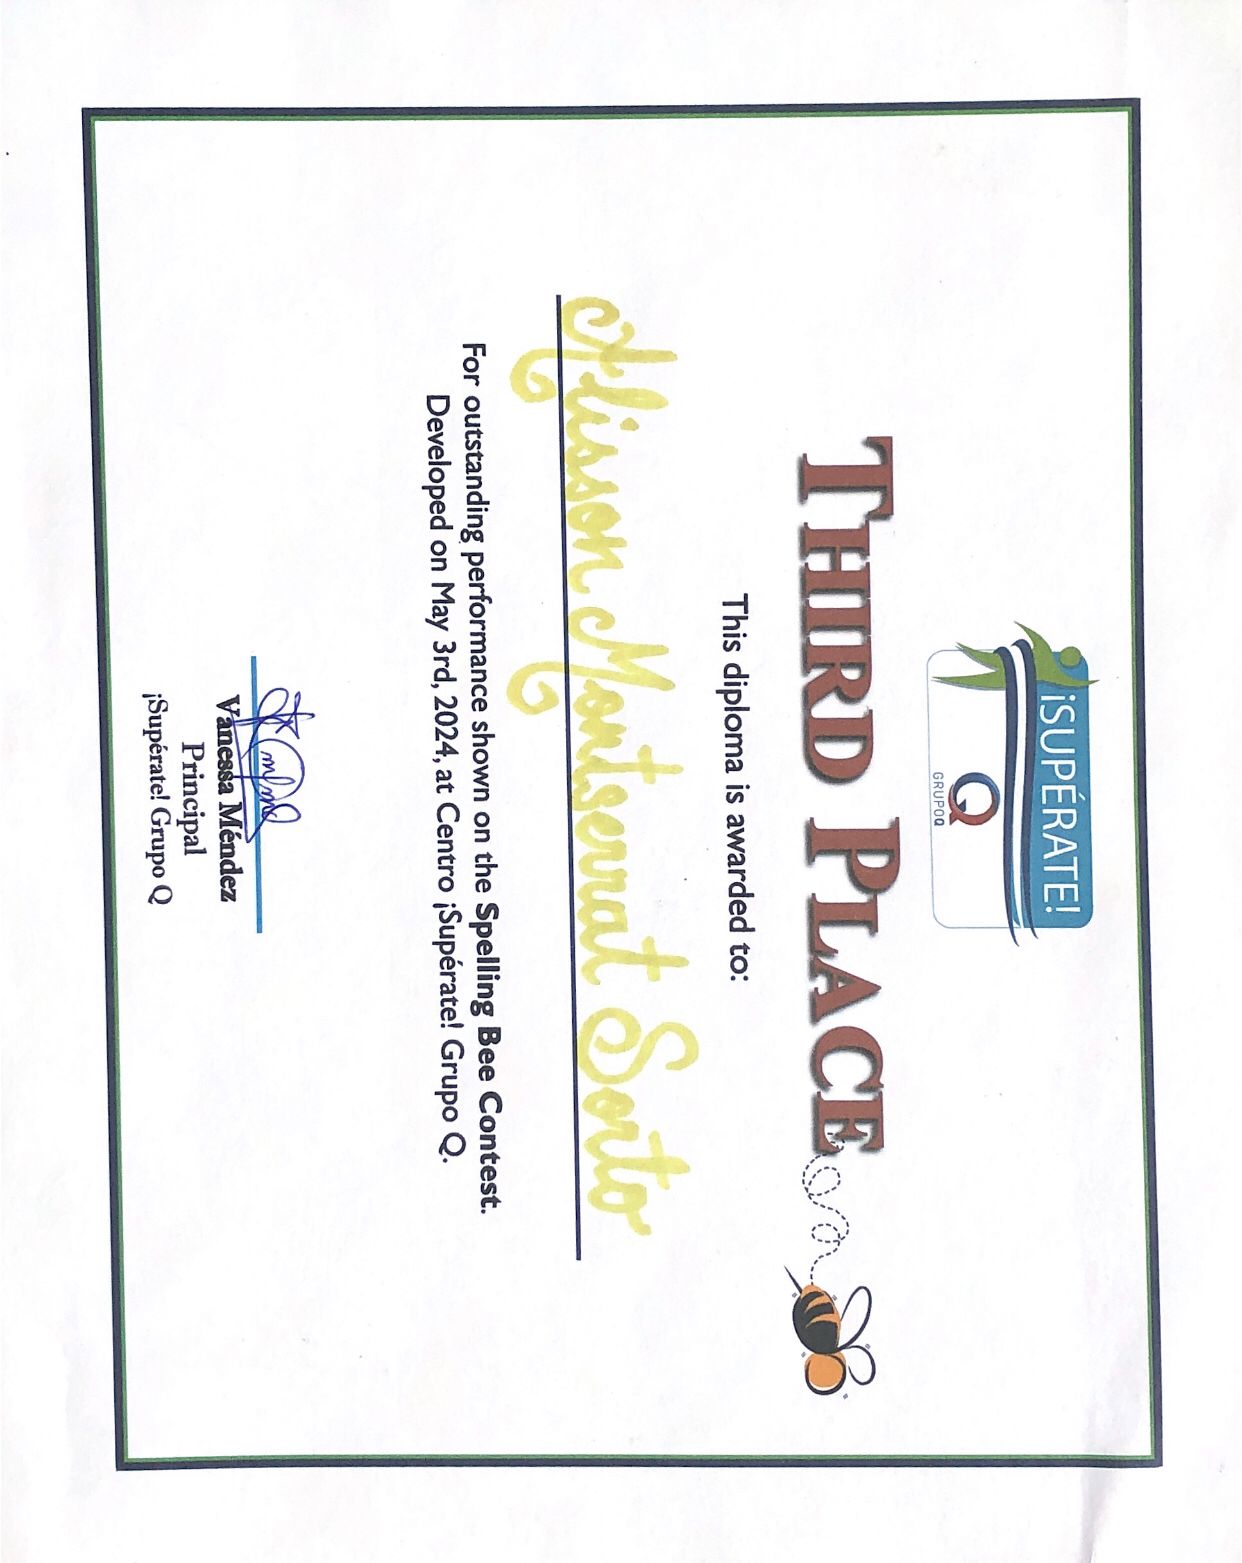 ¡SUPÉRATE!
Q
GRUPOQ
THIRD PLACE
This diploma is awarded to:
Alisson Montserrat Sorto
For outstanding performance shown on the Spelling Bee Contest.
Developed on May 3rd, 2024, at Centro ¡Supérate! Grupo Q.
Vanessa Méndez
Principal
¡Supérate! Grupo Q